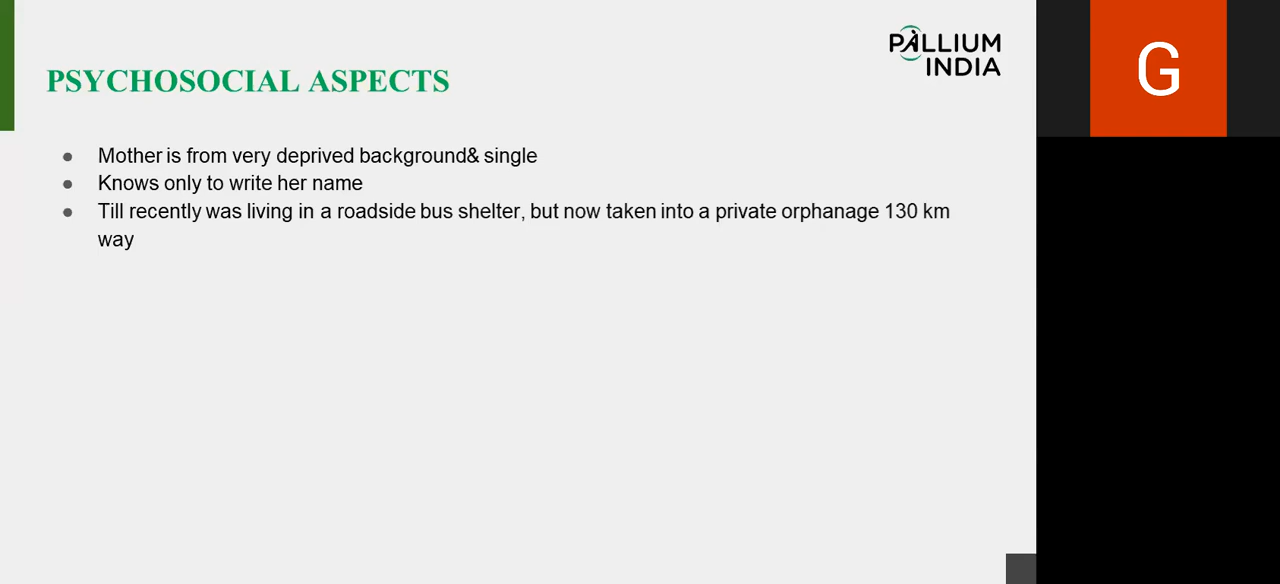 PALLIUM
INDIA
G
PSYCHOSOCIAL ASPECTS
● Mother is from very deprived background& single
● Knows only to write her name
● Till recently was living in a roadside bus shelter, but now taken into a private orphanage 130 km
way